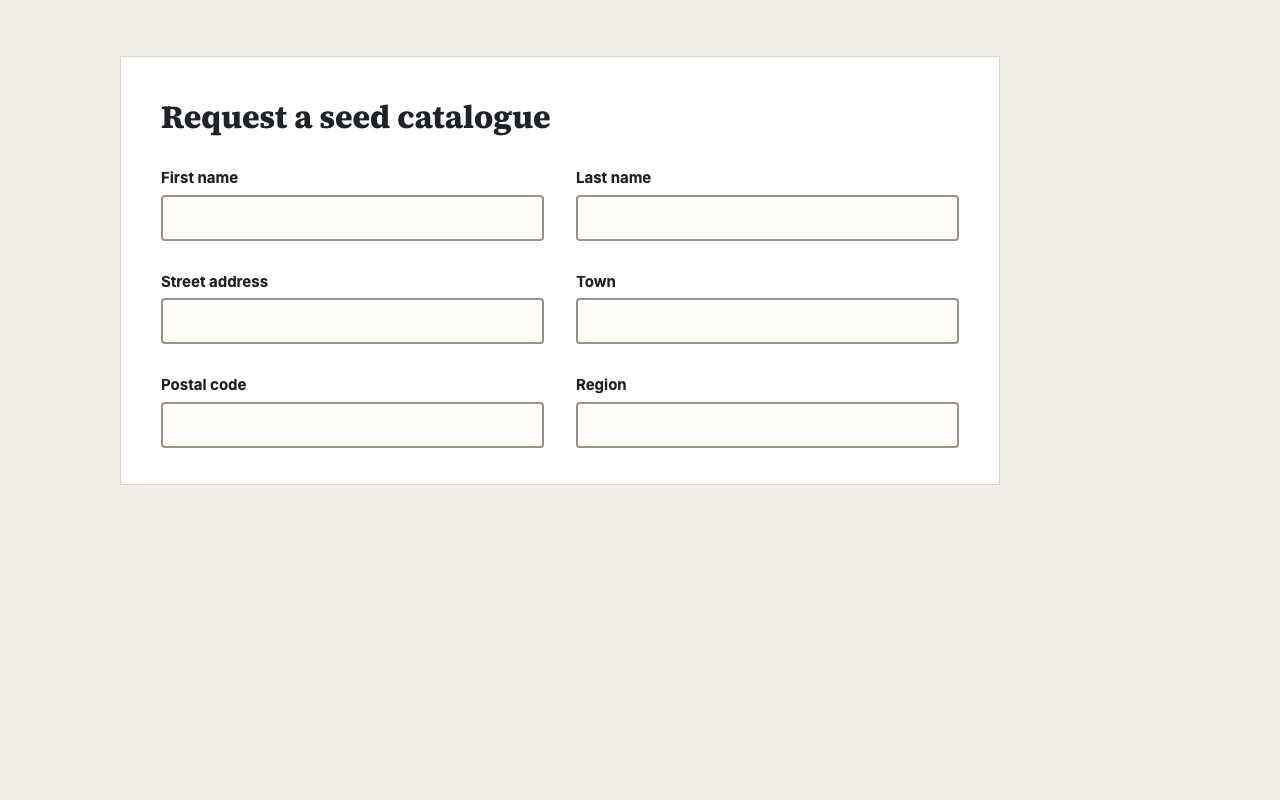 Request a seed catalogue
First name
Last name
Street address
Town
Postal code
Region